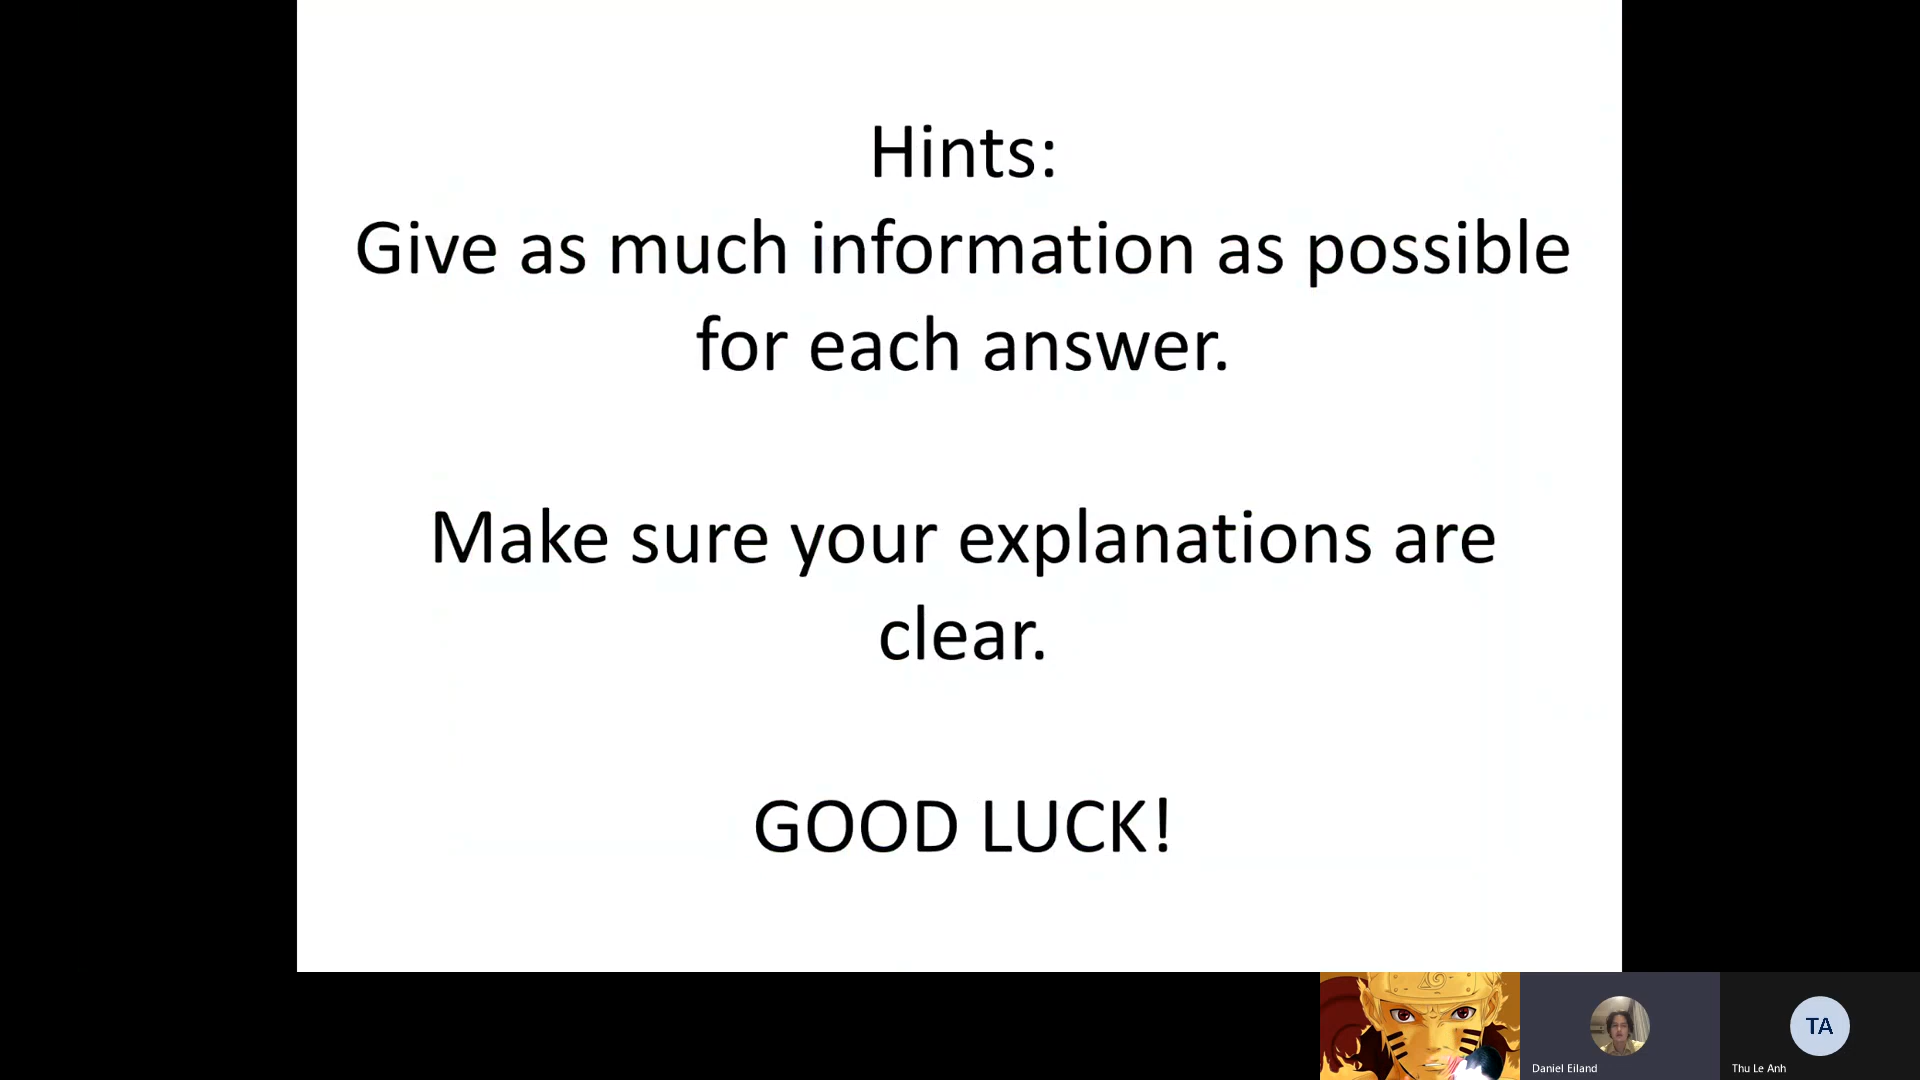 Hints:
Give as much information as possible
for each answer.
Make sure your explanations are
clear.
GOOD LUCK!
TA
Daniel Eiland
Thu Le Anh